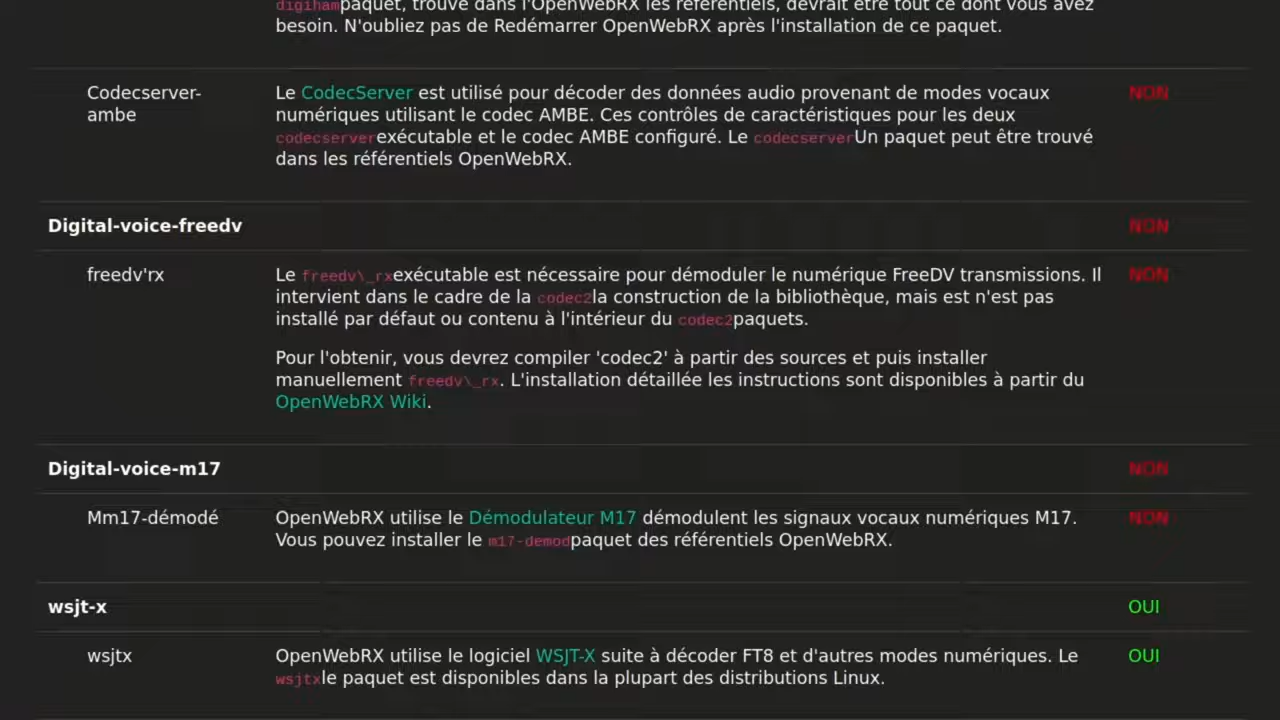 digihampaquet, trouvé dans l'OpenWebRX les référentiels, devrait être tout ce dont vous avez
besoin. N'oubliez pas de Redémarrer OpenWebRX après l'installation de ce paquet.
Codecserver-
ambe
Le CodecServer est utilisé pour décoder des données audio provenant de modes vocaux
numériques utilisant le codec AMBE. Ces contrôles de caractéristiques pour les deux
codecserverexécutable et le codec AMBE configuré. Le codecserverUn paquet peut être trouvé
dans les référentiels OpenWebRX.
NON
Digital-voice-freedv
NON
freedv'rx
Le freedv\_rxexécutable est nécessaire pour démoduler le numérique FreeDV transmissions. Il
intervient dans le cadre de la codec2la construction de la bibliothèque, mais est n'est pas
installé par défaut ou contenu à l'intérieur du codec2paquets.
NON
Pour l'obtenir, vous devrez compiler 'codec2' à partir des sources et puis installer
manuellement freedv\_rx. L'installation détaillée les instructions sont disponibles à partir du
OpenWebRX Wiki.
Digital-voice-m17
NON
Mm17-démodé
OpenWebRX utilise le Démodulateur M17 démodulent les signaux vocaux numériques M17.
Vous pouvez installer le m17-demodpaquet des référentiels OpenWebRX.
NON
wsjt-x
OUI
wsjtx
OpenWebRX utilise le logiciel WSJT-X suite à décoder FT8 et d'autres modes numériques. Le
wsjtxle paquet est disponibles dans la plupart des distributions Linux.
OUI